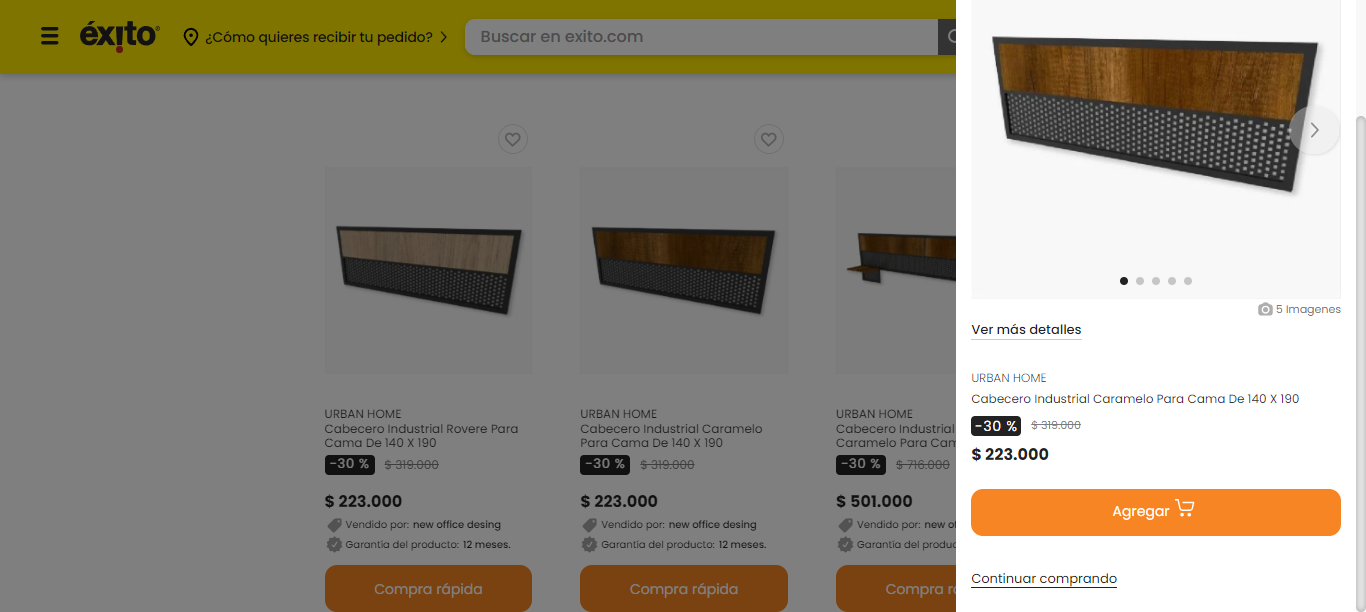 éxito
¿Cómo quieres recibir tu pedido?
Buscar en exito.com
URBAN HOME
Cabecero Industrial Rovere Para
Cama De 140 X 190
-30 % $ 319.000
$ 223.000
Vendido por: new office desing
Garantía del producto: 12 meses.
Compra rápida
URBAN HOME
Cabecero Industrial Caramelo
Para Cama De 140 X 190
-30 % $ 319.000
$ 223.000
Vendido por: new office desing
Garantía del producto: 12 meses.
Compra rápida
URBAN HOME
Cabecero Industrial
Caramelo Para Cam
-30 % $ 716.000
$ 501.000
Vendido por: new of
Garantía del produc
Compra rá
5 Imagenes
Ver más detalles
URBAN HOME
Cabecero Industrial Caramelo Para Cama De 140 X 190
-30 % $ 319.000
$ 223.000
Agregar
Continuar comprando